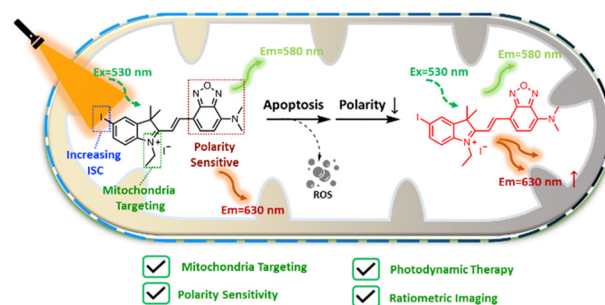 Em=580 nm
Ex=530 nm
I
N
O
N
N
N+
I−
Increasing
ISC
Mitochondria
Targeting
Polarity
Sensitive
Em=630 nm
Apoptosis
Polarity ↓
ROS
Em=580 nm
Ex=530 nm
I
N
O
N
N
N+
I−
Em=630 nm ↑
Mitochondria Targeting
Polarity Sensitivity
Photodynamic Therapy
Ratiometric Imaging